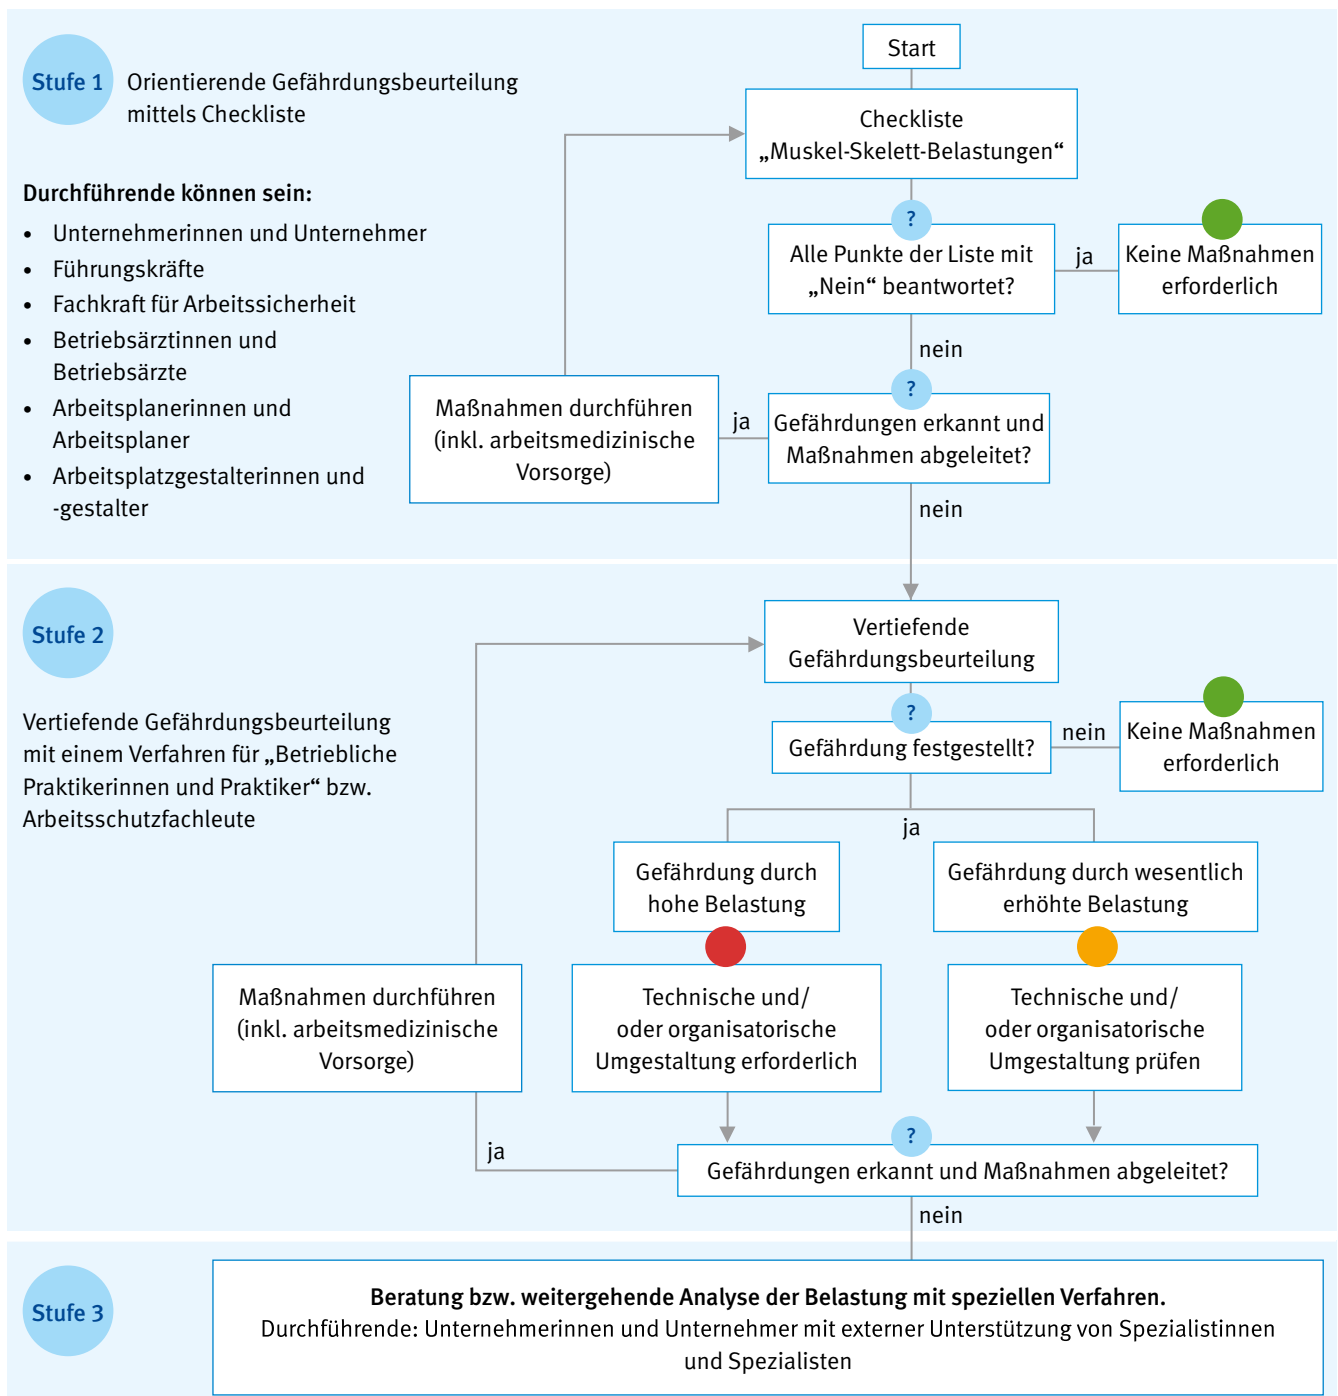 Stufe 1
Orientierende Gefährdungsbeurteilung
mittels Checkliste
Durchführende können sein:
• Unternehmerinnen und Unternehmer
• Führungskräfte
• Fachkraft für Arbeitssicherheit
• Betriebsärztinnen und
Betriebsärzte
• Arbeitsplanerinnen und
Arbeitsplaner
• Arbeitsplatzgestalterinnen und
-gestalter
Start
Checkliste
„Muskel-Skelett-Belastungen“
?
Alle Punkte der Liste mit
„Nein“ beantwortet?
ja
Keine Maßnahmen
erforderlich
nein
?
Gefährdungen erkannt und
Maßnahmen abgeleitet?
ja
Maßnahmen durchführen
(inkl. arbeitsmedizinische
Vorsorge)
nein
Stufe 2
Vertiefende Gefährdungsbeurteilung
mit einem Verfahren für „Betriebliche
Praktikerinnen und Praktiker“ bzw.
Arbeitsschutzfachleute
Vertiefende
Gefährdungsbeurteilung
?
Gefährdung festgestellt?
nein
Keine Maßnahmen
erforderlich
ja
Gefährdung durch
hohe Belastung
Gefährdung durch wesentlich
erhöhte Belastung
Technische und/
oder organisatorische
Umgestaltung erforderlich
Technische und/
oder organisatorische
Umgestaltung prüfen
Maßnahmen durchführen
(inkl. arbeitsmedizinische
Vorsorge)
ja
?
Gefährdungen erkannt und Maßnahmen abgeleitet?
nein
Stufe 3
Beratung bzw. weitergehende Analyse der Belastung mit speziellen Verfahren.
Durchführende: Unternehmerinnen und Unternehmer mit externer Unterstützung von Spezialistinnen
und Spezialisten